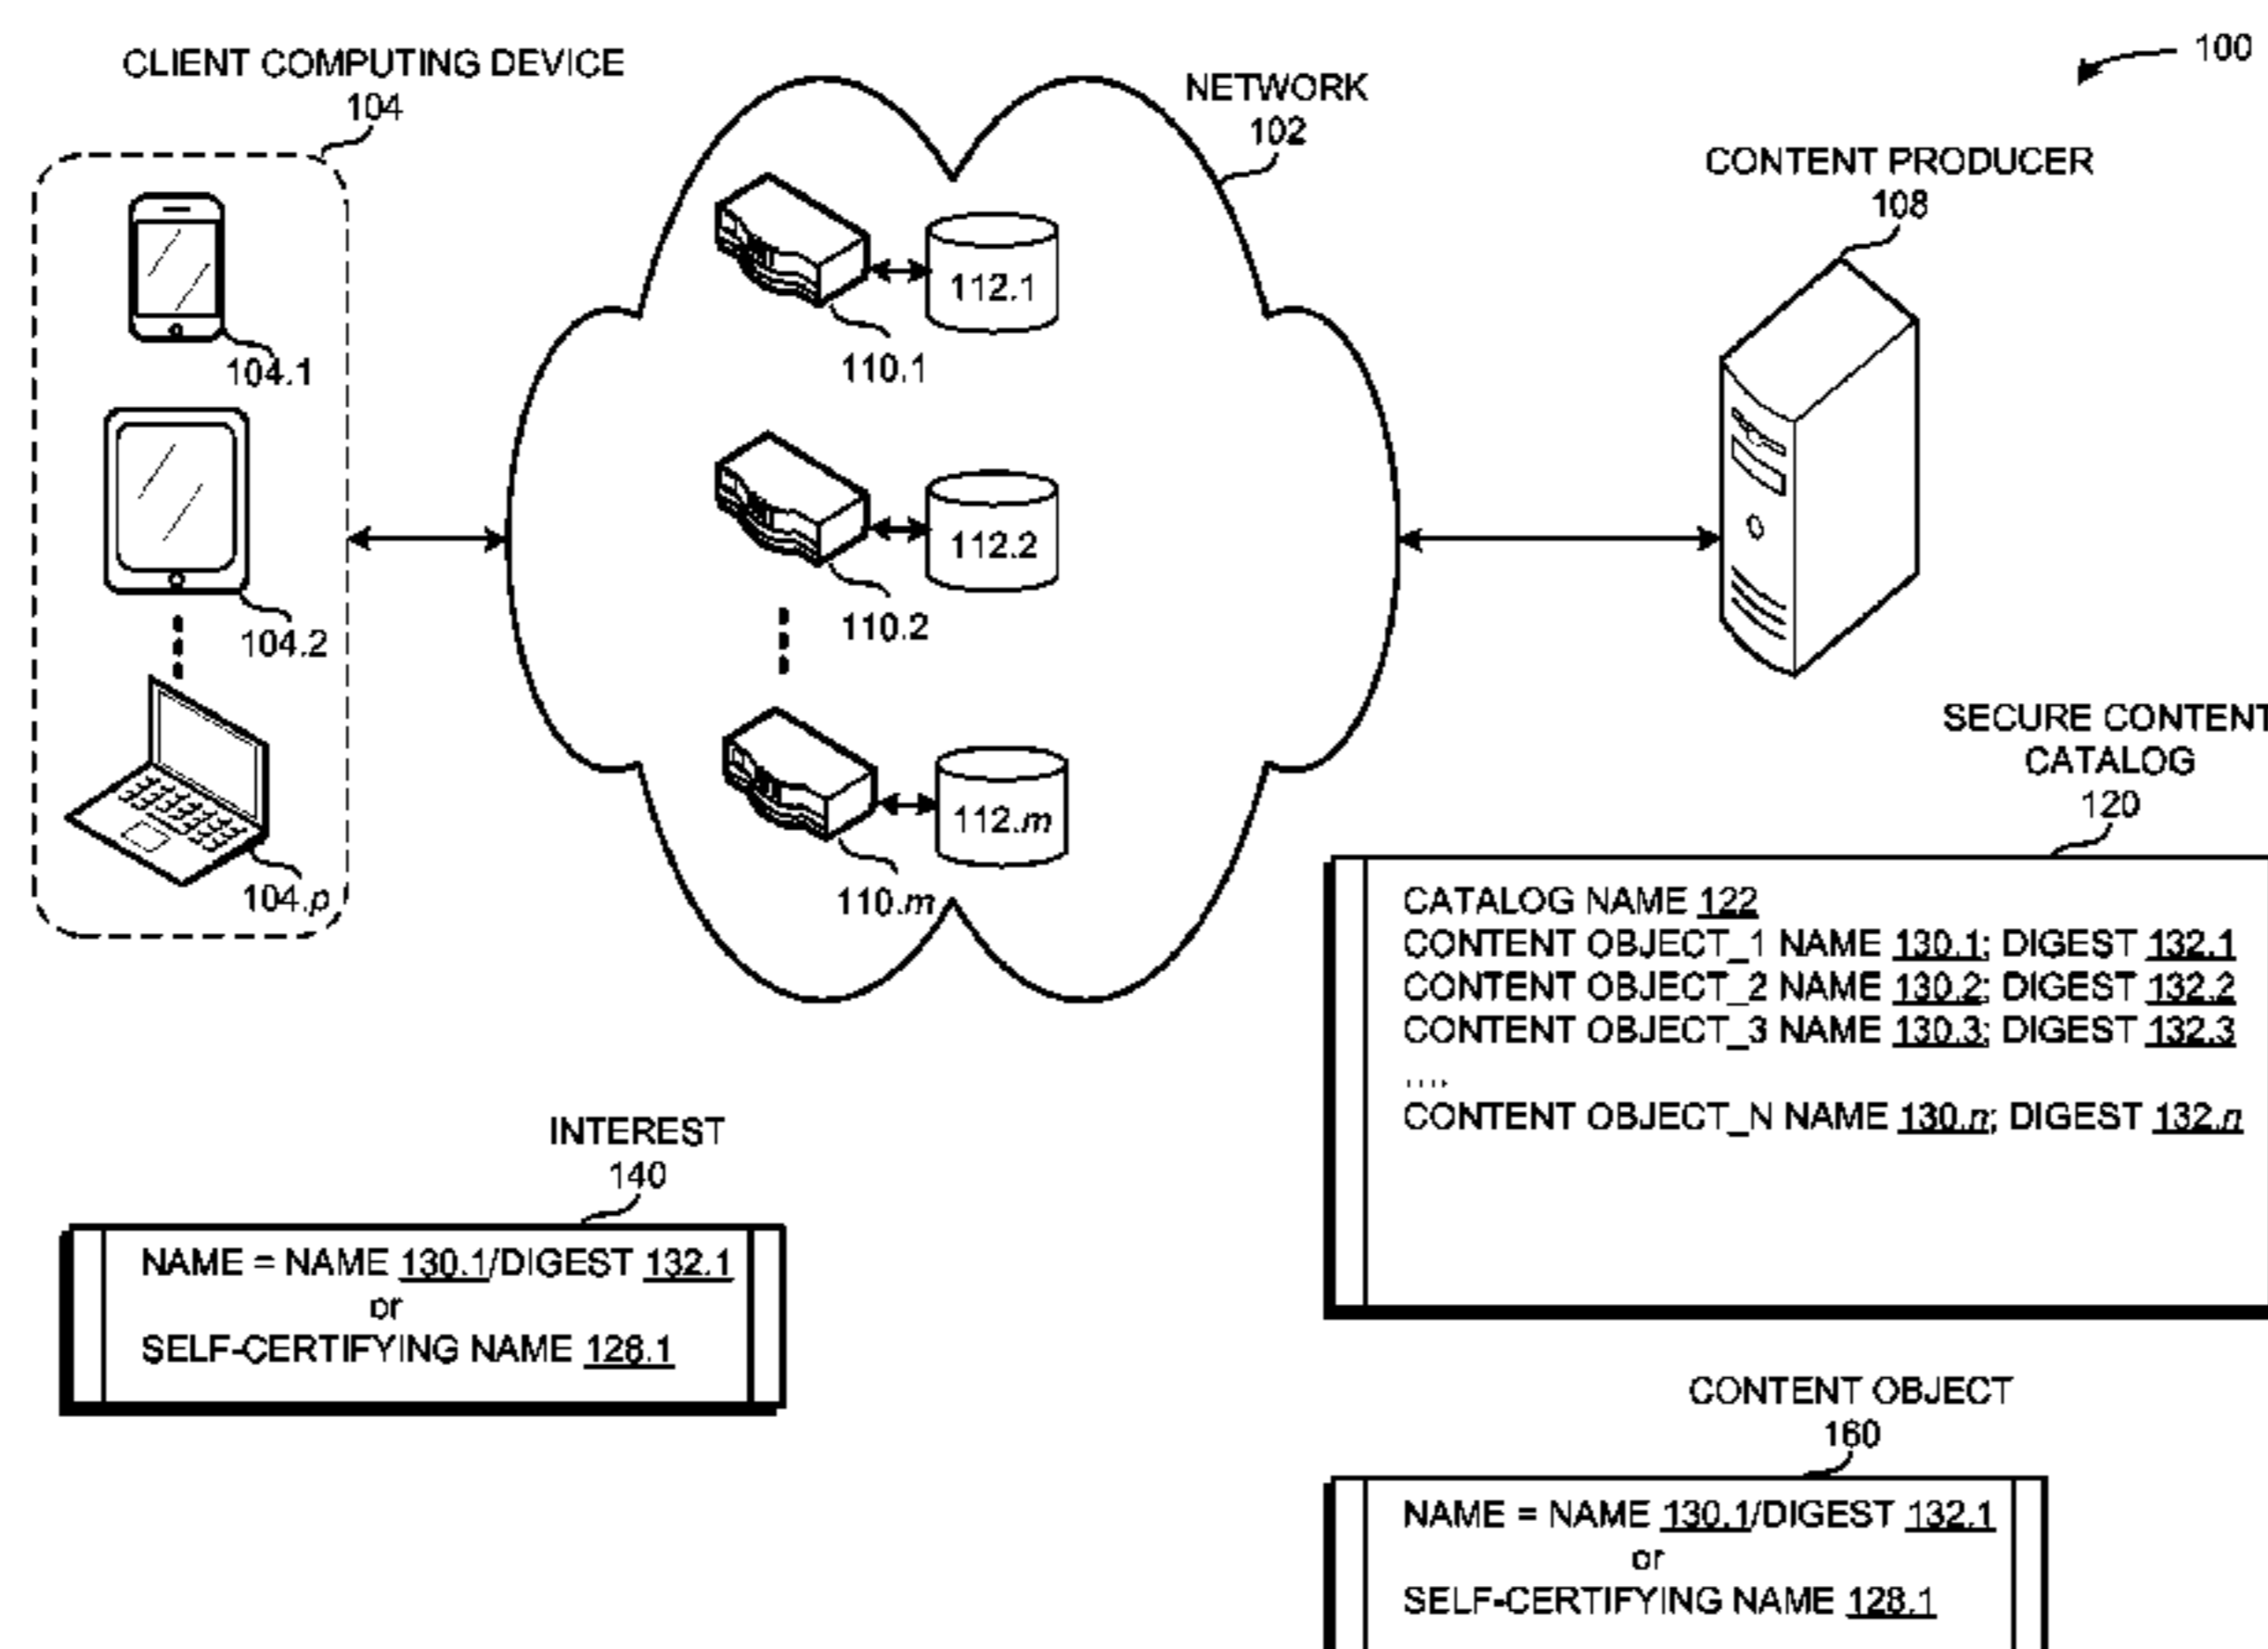 100
CLIENT COMPUTING DEVICE
104
NETWORK
102
CONTENT PRODUCER
108
104.1
104.2
104.p
110.1
112.1
110.2
112.2
110.m
112.m
SECURE CONTENT
CATALOG
120
CATALOG NAME 122
CONTENT OBJECT_1 NAME 130.1; DIGEST 132.1
CONTENT OBJECT_2 NAME 130.2; DIGEST 132.2
CONTENT OBJECT_3 NAME 130.3; DIGEST 132.3
....
CONTENT OBJECT_N NAME 130.n; DIGEST 132.n
INTEREST
140
NAME = NAME 130.1/DIGEST 132.1
or
SELF-CERTIFYING NAME 128.1
CONTENT OBJECT
160
NAME = NAME 130.1/DIGEST 132.1
or
SELF-CERTIFYING NAME 128.1